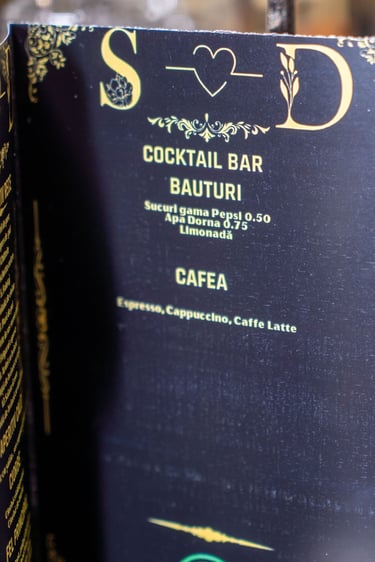 S D
COCKTAIL BAR
BAUTURI
Sucuri gama Pepsi 0.50
Apa Dorna 0.75
Limonadă
CAFEA
Espresso, Cappuccino, Caffe Latte